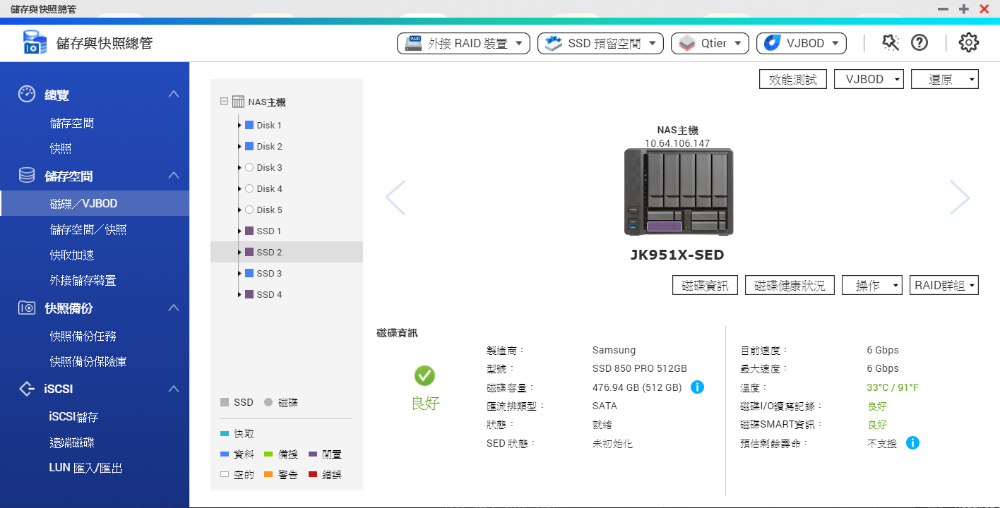 儲存與快照總管
儲存與快照總管
外接 RAID 裝置
SSD 預留空間
Qtier
VJBOD
總覽
儲存空間
快照
儲存空間
磁碟／VJBOD
儲存空間／快照
快取加速
外接儲存裝置
快照備份
快照備份任務
快照備份保險庫
iSCSI
iSCSI儲存
遠端磁碟
LUN 匯入/匯出
NAS主機
Disk 1
Disk 2
Disk 3
Disk 4
Disk 5
SSD 1
SSD 2
SSD 3
SSD 4
SSD 磁碟
快取
資料 備援 閒置
空的 警告 錯誤
效能測試 VJBOD 還原
NAS主機
10.64.106.147
JK951X-SED
磁碟資訊 磁碟健康狀況 操作 RAID群組
磁碟資訊
良好
製造商： Samsung
型號： SSD 850 PRO 512GB
磁碟容量： 476.94 GB (512 GB)
匯流排類型： SATA
狀態： 就緒
SED 狀態： 未初始化
目前速度： 6 Gbps
最大速度： 6 Gbps
溫度： 33°C / 91°F
磁碟I/O讀寫記錄： 良好
磁碟SMART資訊： 良好
預估剩餘壽命： 不支援